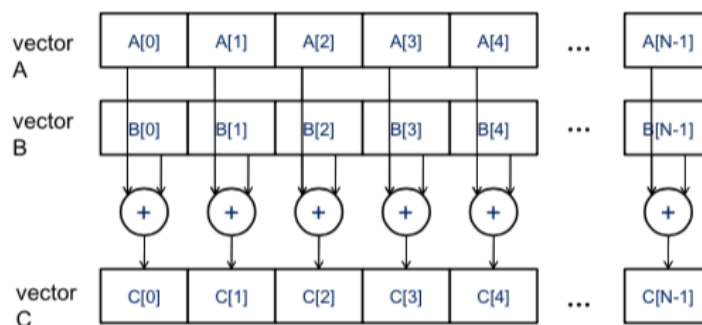 vector A A[0] A[1] A[2] A[3] A[4] ... A[N-1]
vector B B[0] B[1] B[2] B[3] B[4] ... B[N-1]
+ + + + + +
vector C C[0] C[1] C[2] C[3] C[4] ... C[N-1]